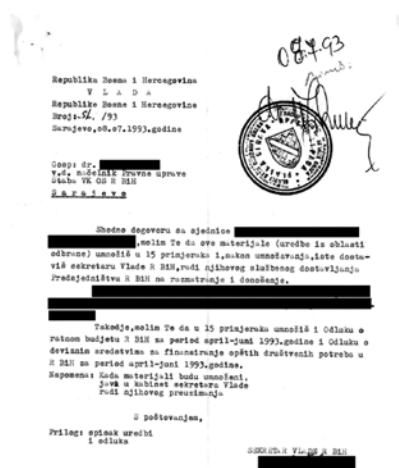 08.7.93
Republika Bosna i Hercegovina
V L A D A
Republike Bosne i Hercegovine
Broj: /93
Sarajevo,08.07.1993.godine
Gosp: dr.
v.d. načelnik Pravne uprave
Štaba VK OS R BiH
S a r a j e v o
Shodno dogovoru sa sjednice
,molim Te da ove materijale (uredbe iz oblasti
odbrane) umnožiš u 15 primjeraka i,nakon umnožavanja,iste dosta-
viš sekretaru Vlade R BiH,radi njihovog službenog dostavljanja
Predsjedništvu R BiH na razmatranje i donošenje.
Takodje,molim Te da u 15 primjeraka umnožiš i Odluku o
ratnom budjetu R BiH za period april-juni 1993.godine i Odluku o
deviznim sredstvima za finansiranje opštih društvenih potreba u
R BiH za period april-juni 1993.godine.
Napomena: Kada materijali budu umnoženi,
javi u kabinet sekretara Vlade
radi njihovog preuzimanja
S poštovanjem,
Prilog: spisak uredbi
i odluka
SEKRETAR VLADE R BiH